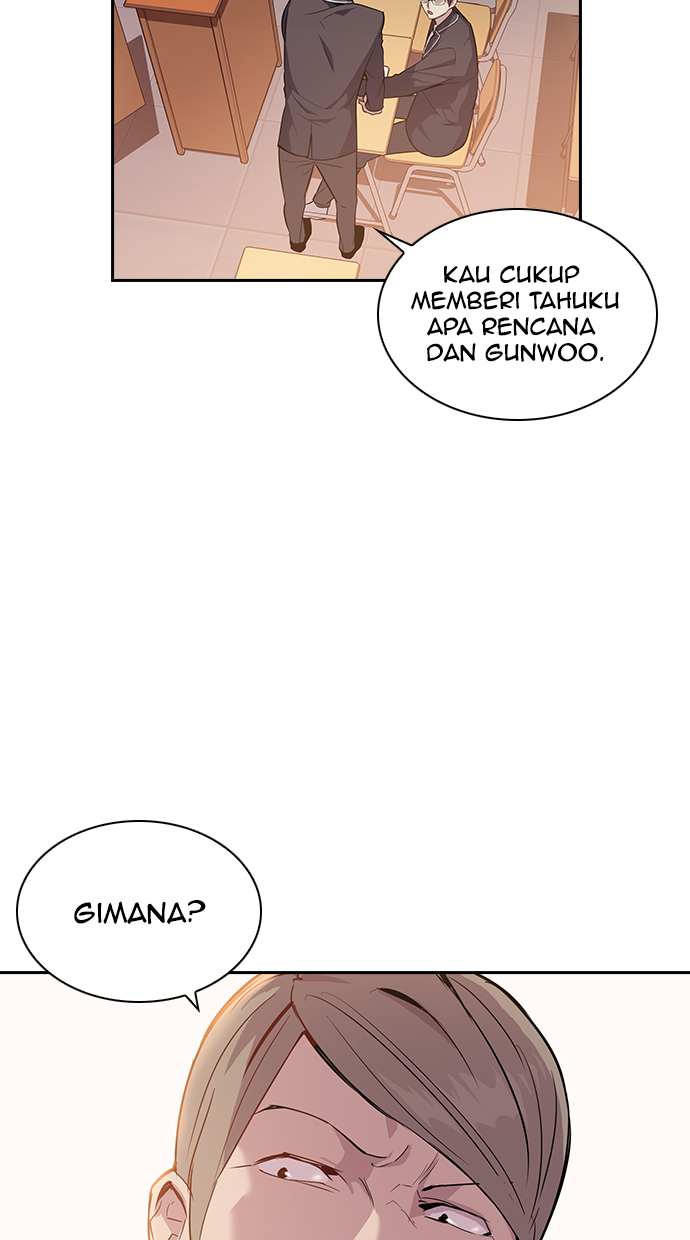 KAU CUKUP
MEMBERI TAHUKU
APA RENCANA
DAN GUNWOO.
GIMANA?